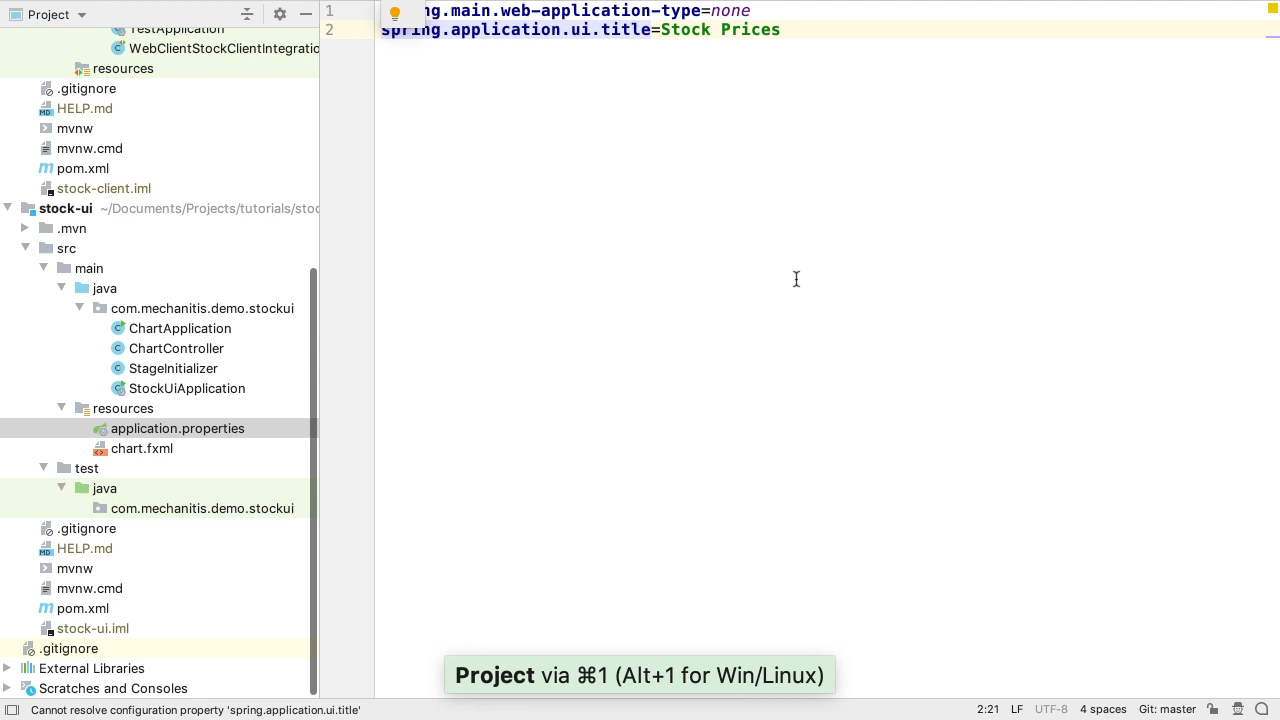 Project
TestApplication
WebClientStockClientIntegratio
resources
.gitignore
HELP.md
mvnw
mvnw.cmd
pom.xml
stock-client.iml
stock-ui ~/Documents/Projects/tutorials/stoc
.mvn
src
main
java
com.mechanitis.demo.stockui
ChartApplication
ChartController
StageInitializer
StockUiApplication
resources
application.properties
chart.fxml
test
java
com.mechanitis.demo.stockui
.gitignore
HELP.md
mvnw
mvnw.cmd
pom.xml
stock-ui.iml
.gitignore
External Libraries
Scratches and Consoles
1 ng.main.web-application-type=none
2 spring.application.ui.title=Stock Prices
Project via ⌘1 (Alt+1 for Win/Linux)
Cannot resolve configuration property 'spring.application.ui.title' 2:21 LF UTF-8 4 spaces Git: master